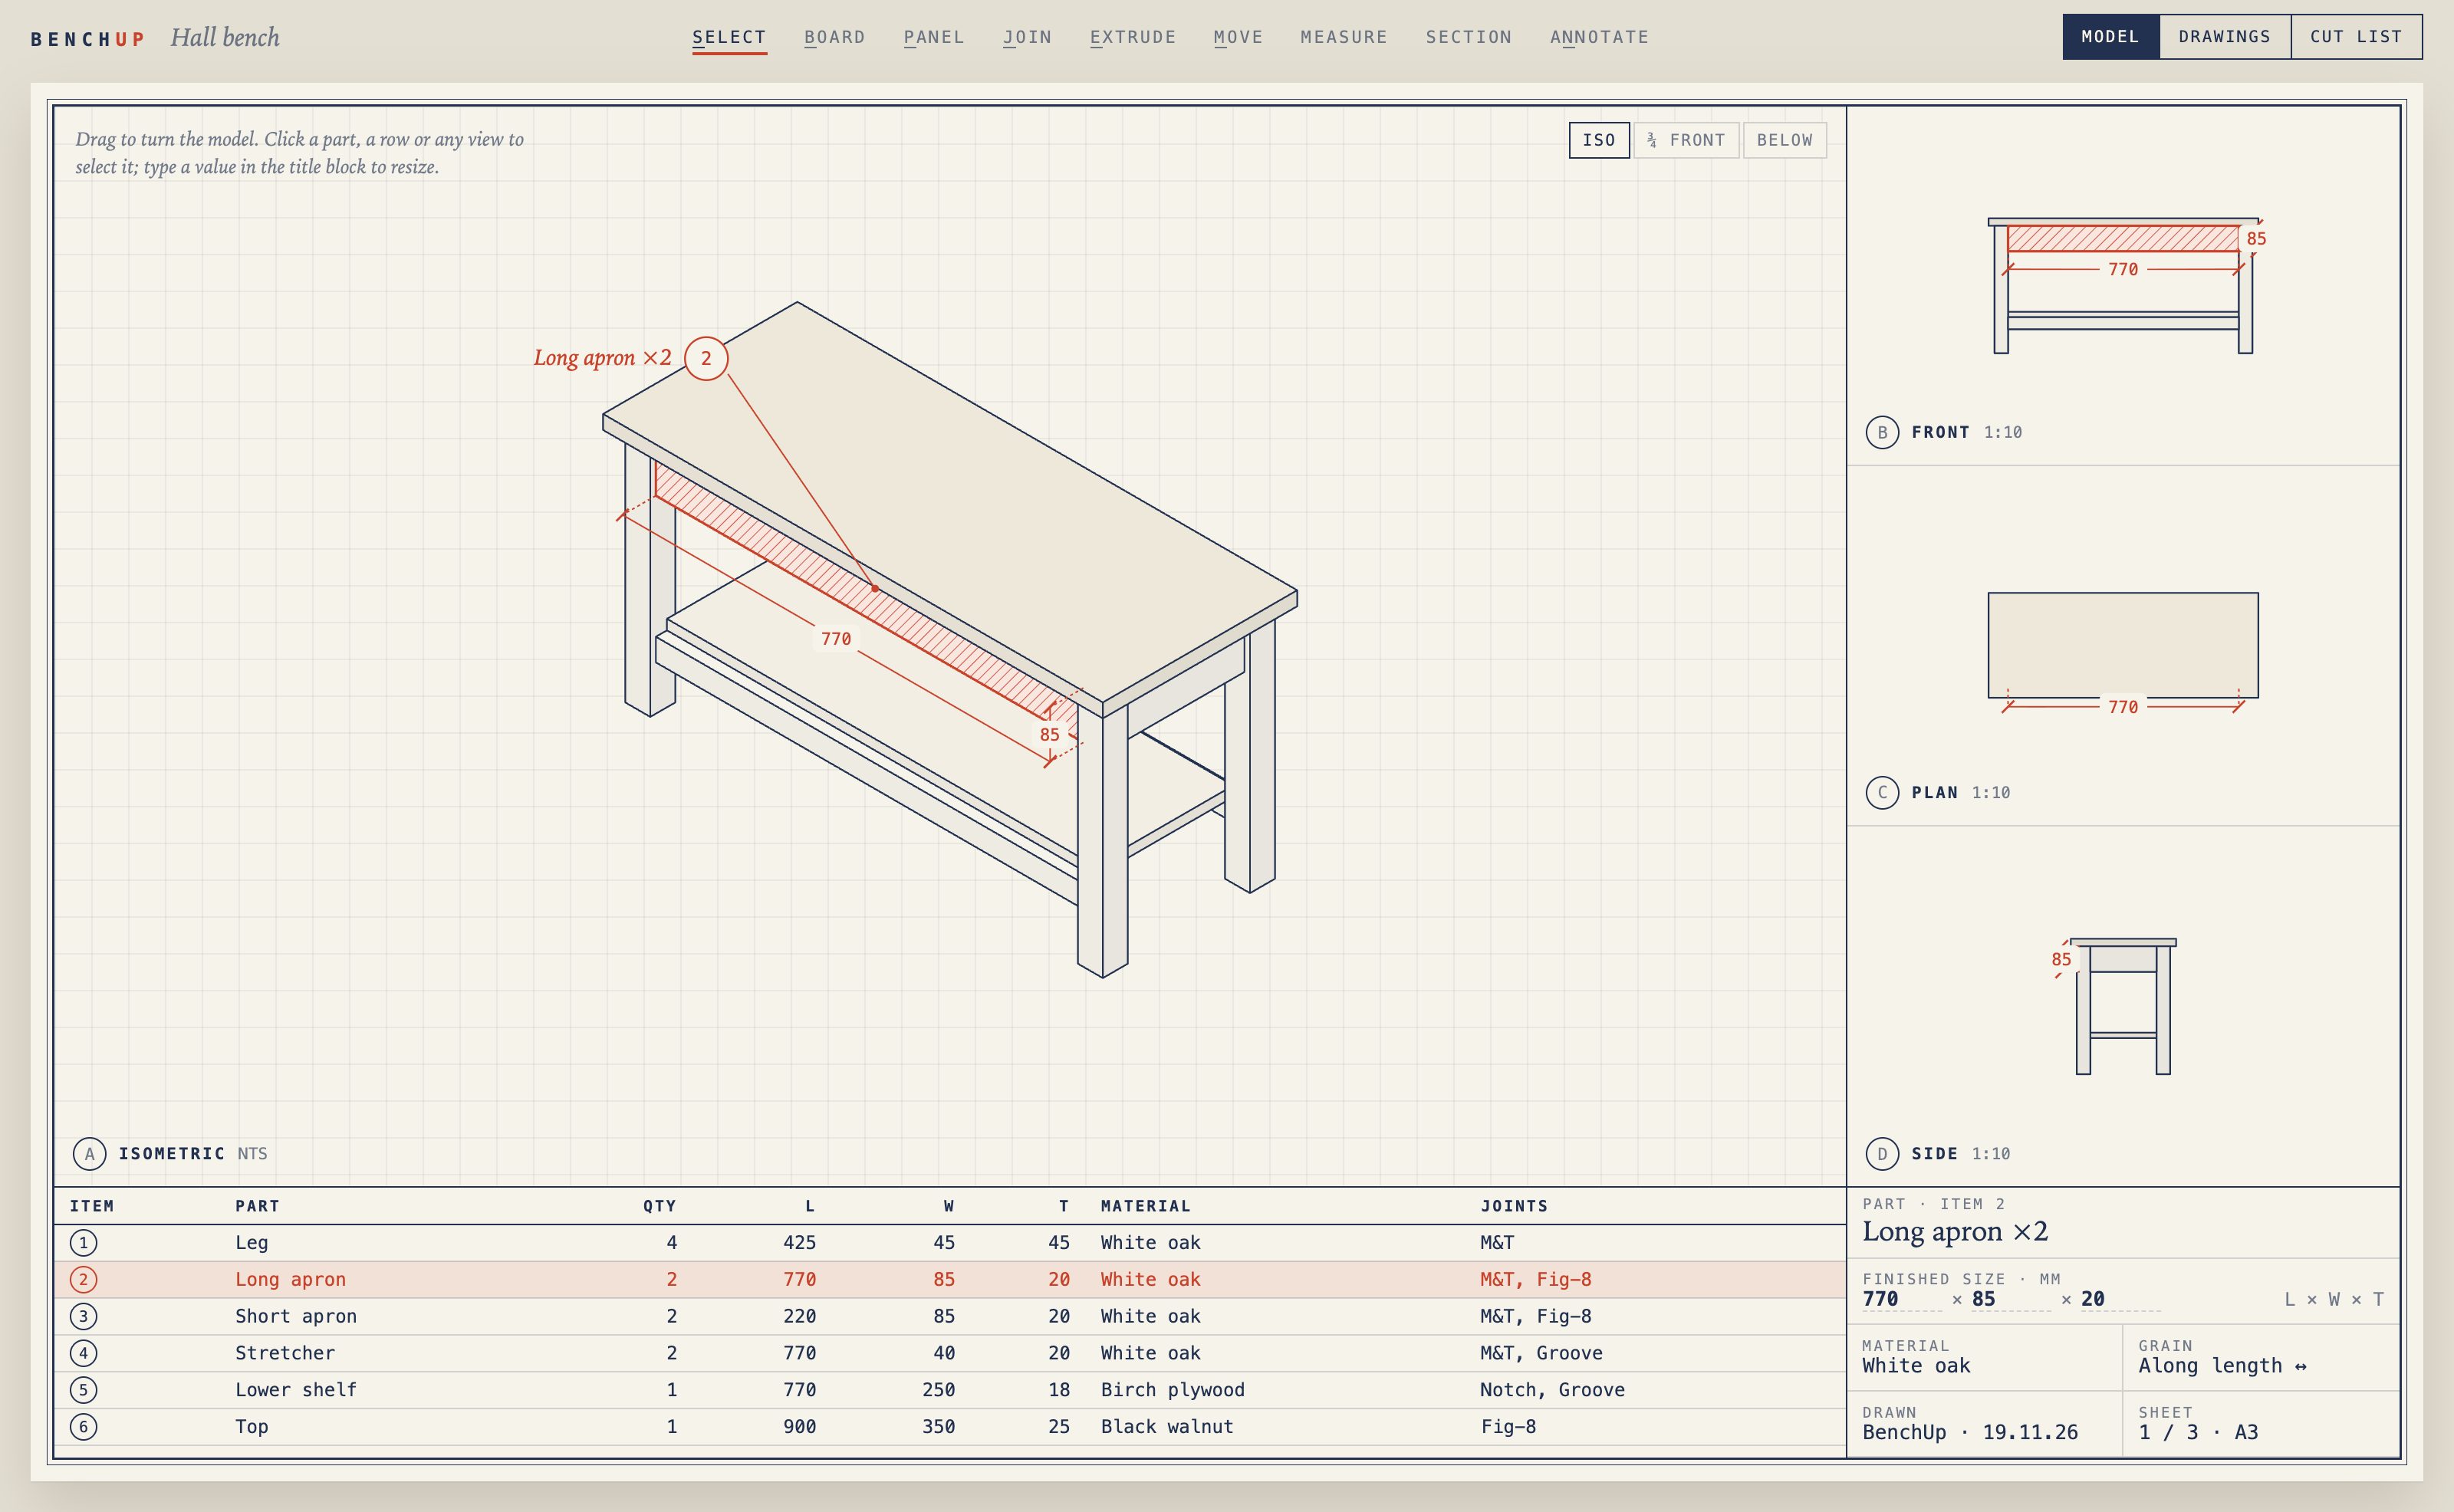 BENCHUP Hall bench
SELECT BOARD PANEL JOIN EXTRUDE MOVE MEASURE SECTION ANNOTATE
MODEL DRAWINGS CUT LIST
Drag to turn the model. Click a part, a row or any view to
select it; type a value in the title block to resize.
ISO ¾ FRONT BELOW
Long apron ×2 2
770
85
A ISOMETRIC NTS
85
770
B FRONT 1:10
770
C PLAN 1:10
85
D SIDE 1:10
ITEM PART QTY L W T MATERIAL JOINTS
1 Leg 4 425 45 45 White oak M&T
2 Long apron 2 770 85 20 White oak M&T, Fig-8
3 Short apron 2 220 85 20 White oak M&T, Fig-8
4 Stretcher 2 770 40 20 White oak M&T, Groove
5 Lower shelf 1 770 250 18 Birch plywood Notch, Groove
6 Top 1 900 350 25 Black walnut Fig-8
PART · ITEM 2
Long apron ×2
FINISHED SIZE · MM
770 × 85 × 20 L × W × T
MATERIAL
White oak
GRAIN
Along length ↔
DRAWN
BenchUp · 19.11.26
SHEET
1 / 3 · A3